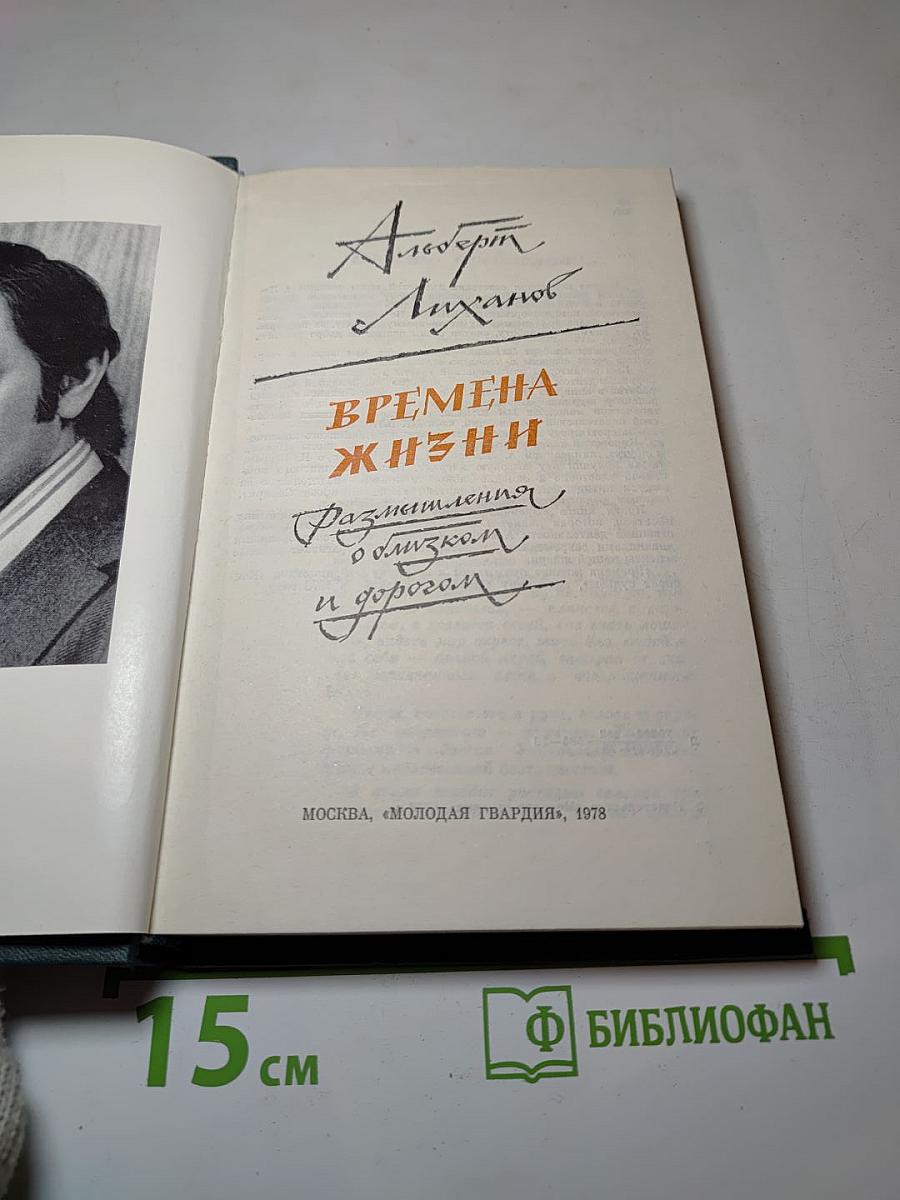 Альберт
Лиханов
ВРЕМЕНА
ЖИЗНИ
Размышления
о близком
и дорогом
МОСКВА, «МОЛОДАЯ ГВАРДИЯ», 1978
15 см
Ф БИБЛИОФАН